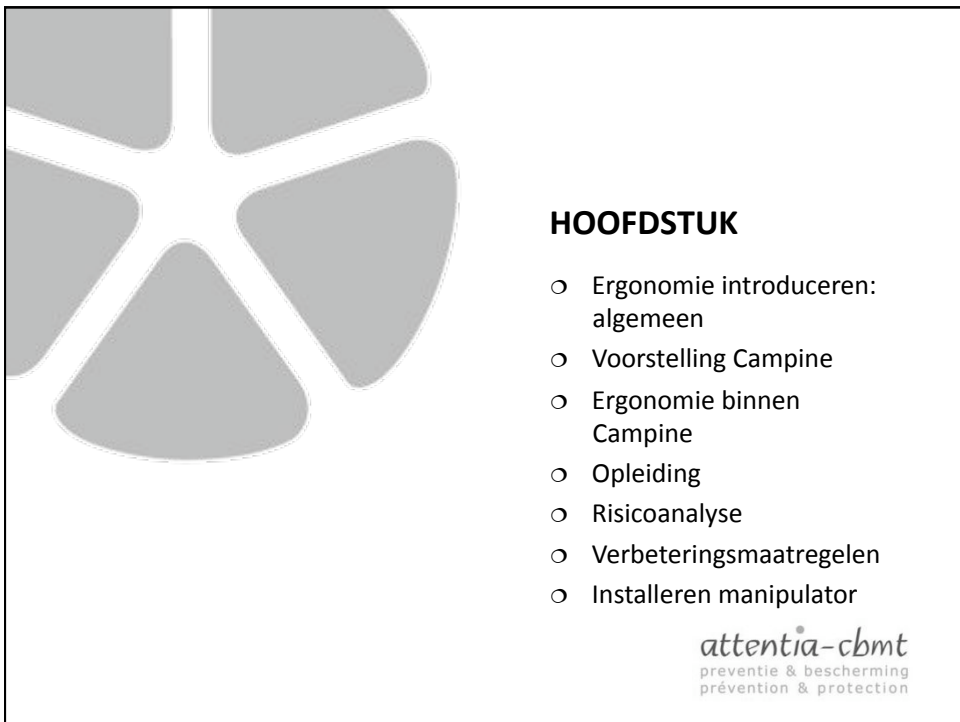 HOOFDSTUK
❍ Ergonomie introduceren:
algemeen
❍ Voorstelling Campine
❍ Ergonomie binnen
Campine
❍ Opleiding
❍ Risicoanalyse
❍ Verbeteringsmaatregelen
❍ Installeren manipulator
attentia-cbmt
preventie & bescherming
prévention & protection